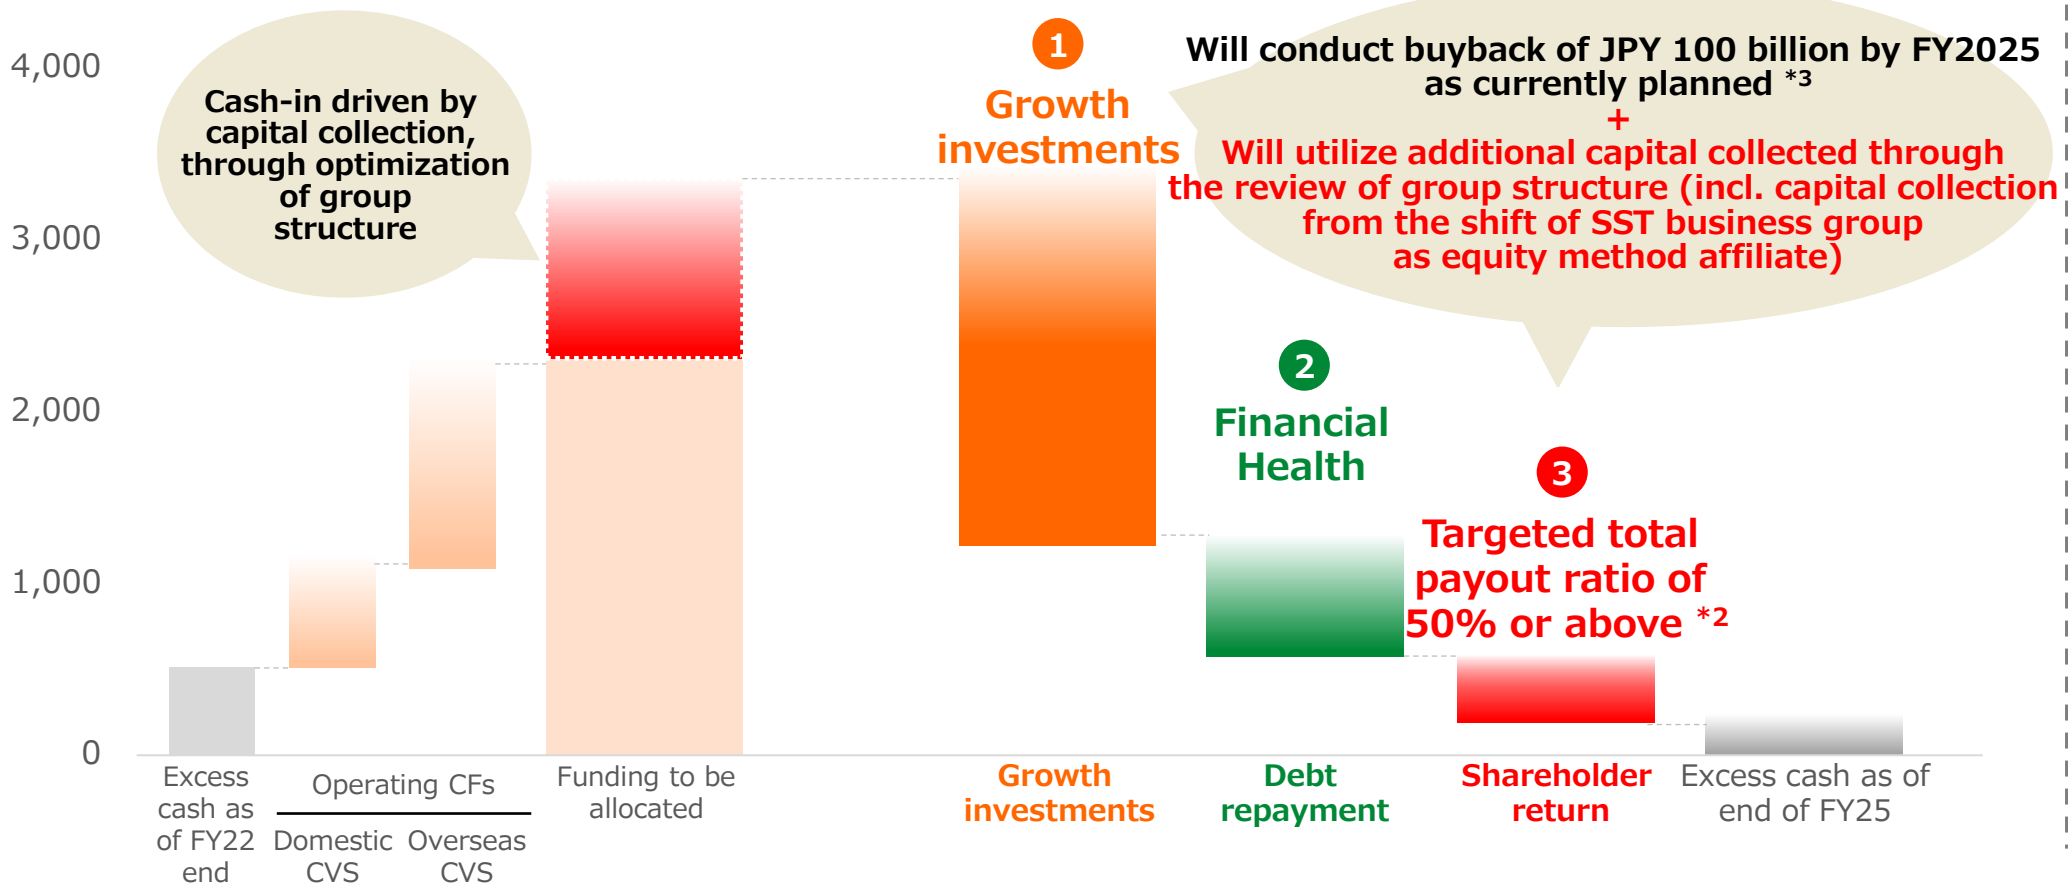 4,000
3,000
2,000
1,000
0
Cash-in driven by
capital collection,
through optimization
of group
structure
1
Growth
investments
Will conduct buyback of JPY 100 billion by FY2025
as currently planned *3
+
Will utilize additional capital collected through
the review of group structure (incl. capital collection
from the shift of SST business group
as equity method affiliate)
2
Financial
Health
3
Targeted total
payout ratio of
50% or above *2
Excess
cash as
of FY22
end
Operating CFs
Domestic
CVS
Overseas
CVS
Funding to be
allocated
Growth
investments
Debt
repayment
Shareholder
return
Excess cash as of
end of FY25